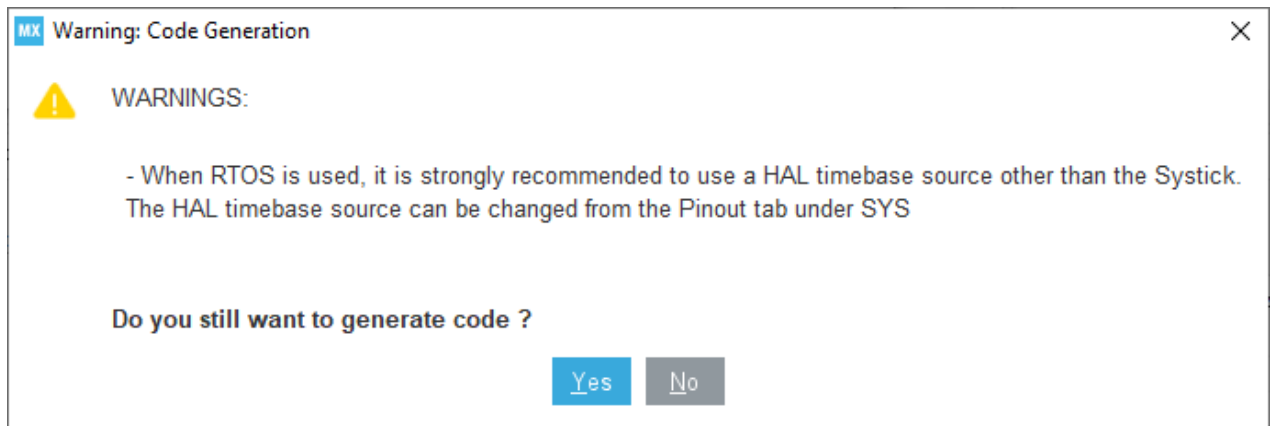 MX Warning: Code Generation
WARNINGS:
- When RTOS is used, it is strongly recommended to use a HAL timebase source other than the Systick.
The HAL timebase source can be changed from the Pinout tab under SYS
Do you still want to generate code ?
Yes No